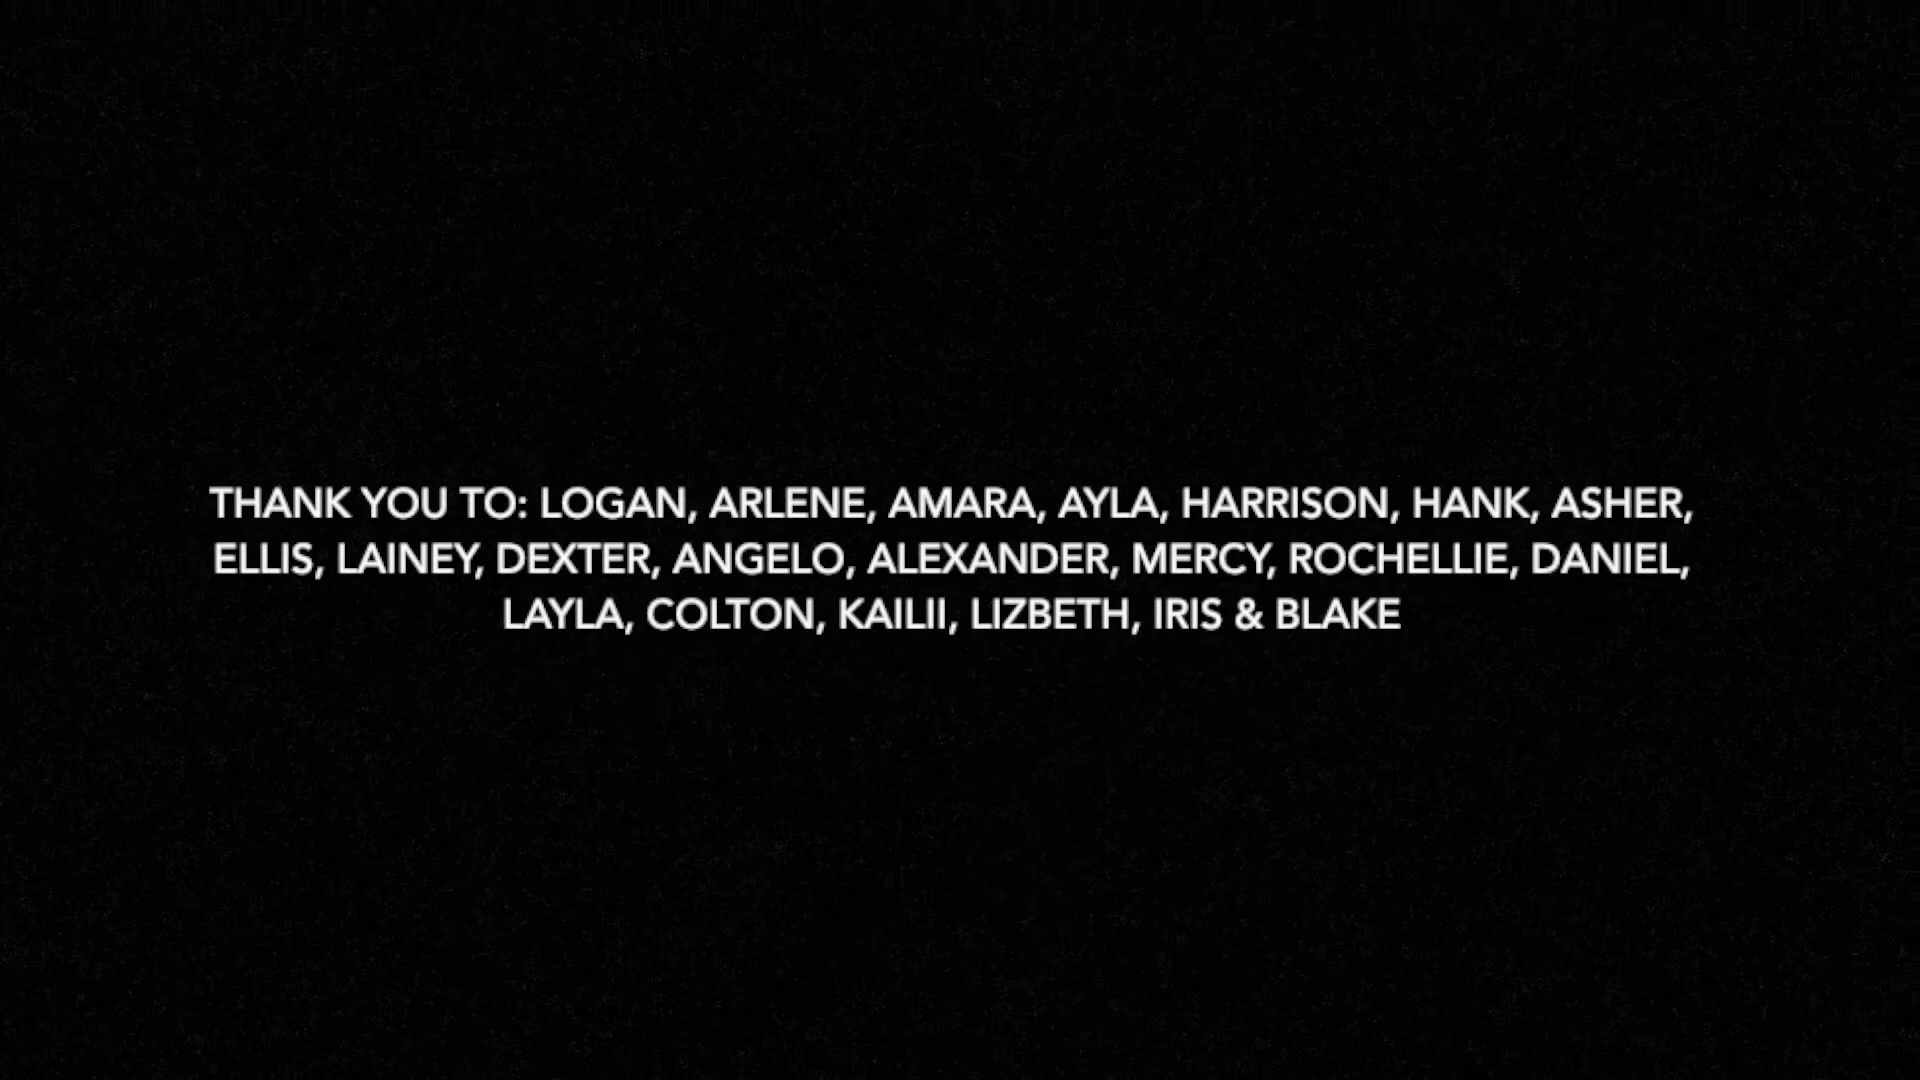 THANK YOU TO: LOGAN, ARLENE, AMARA, AYLA, HARRISON, HANK, ASHER,
ELLIS, LAINEY, DEXTER, ANGELO, ALEXANDER, MERCY, ROCHELLIE, DANIEL,
LAYLA, COLTON, KAILII, LIZBETH, IRIS & BLAKE